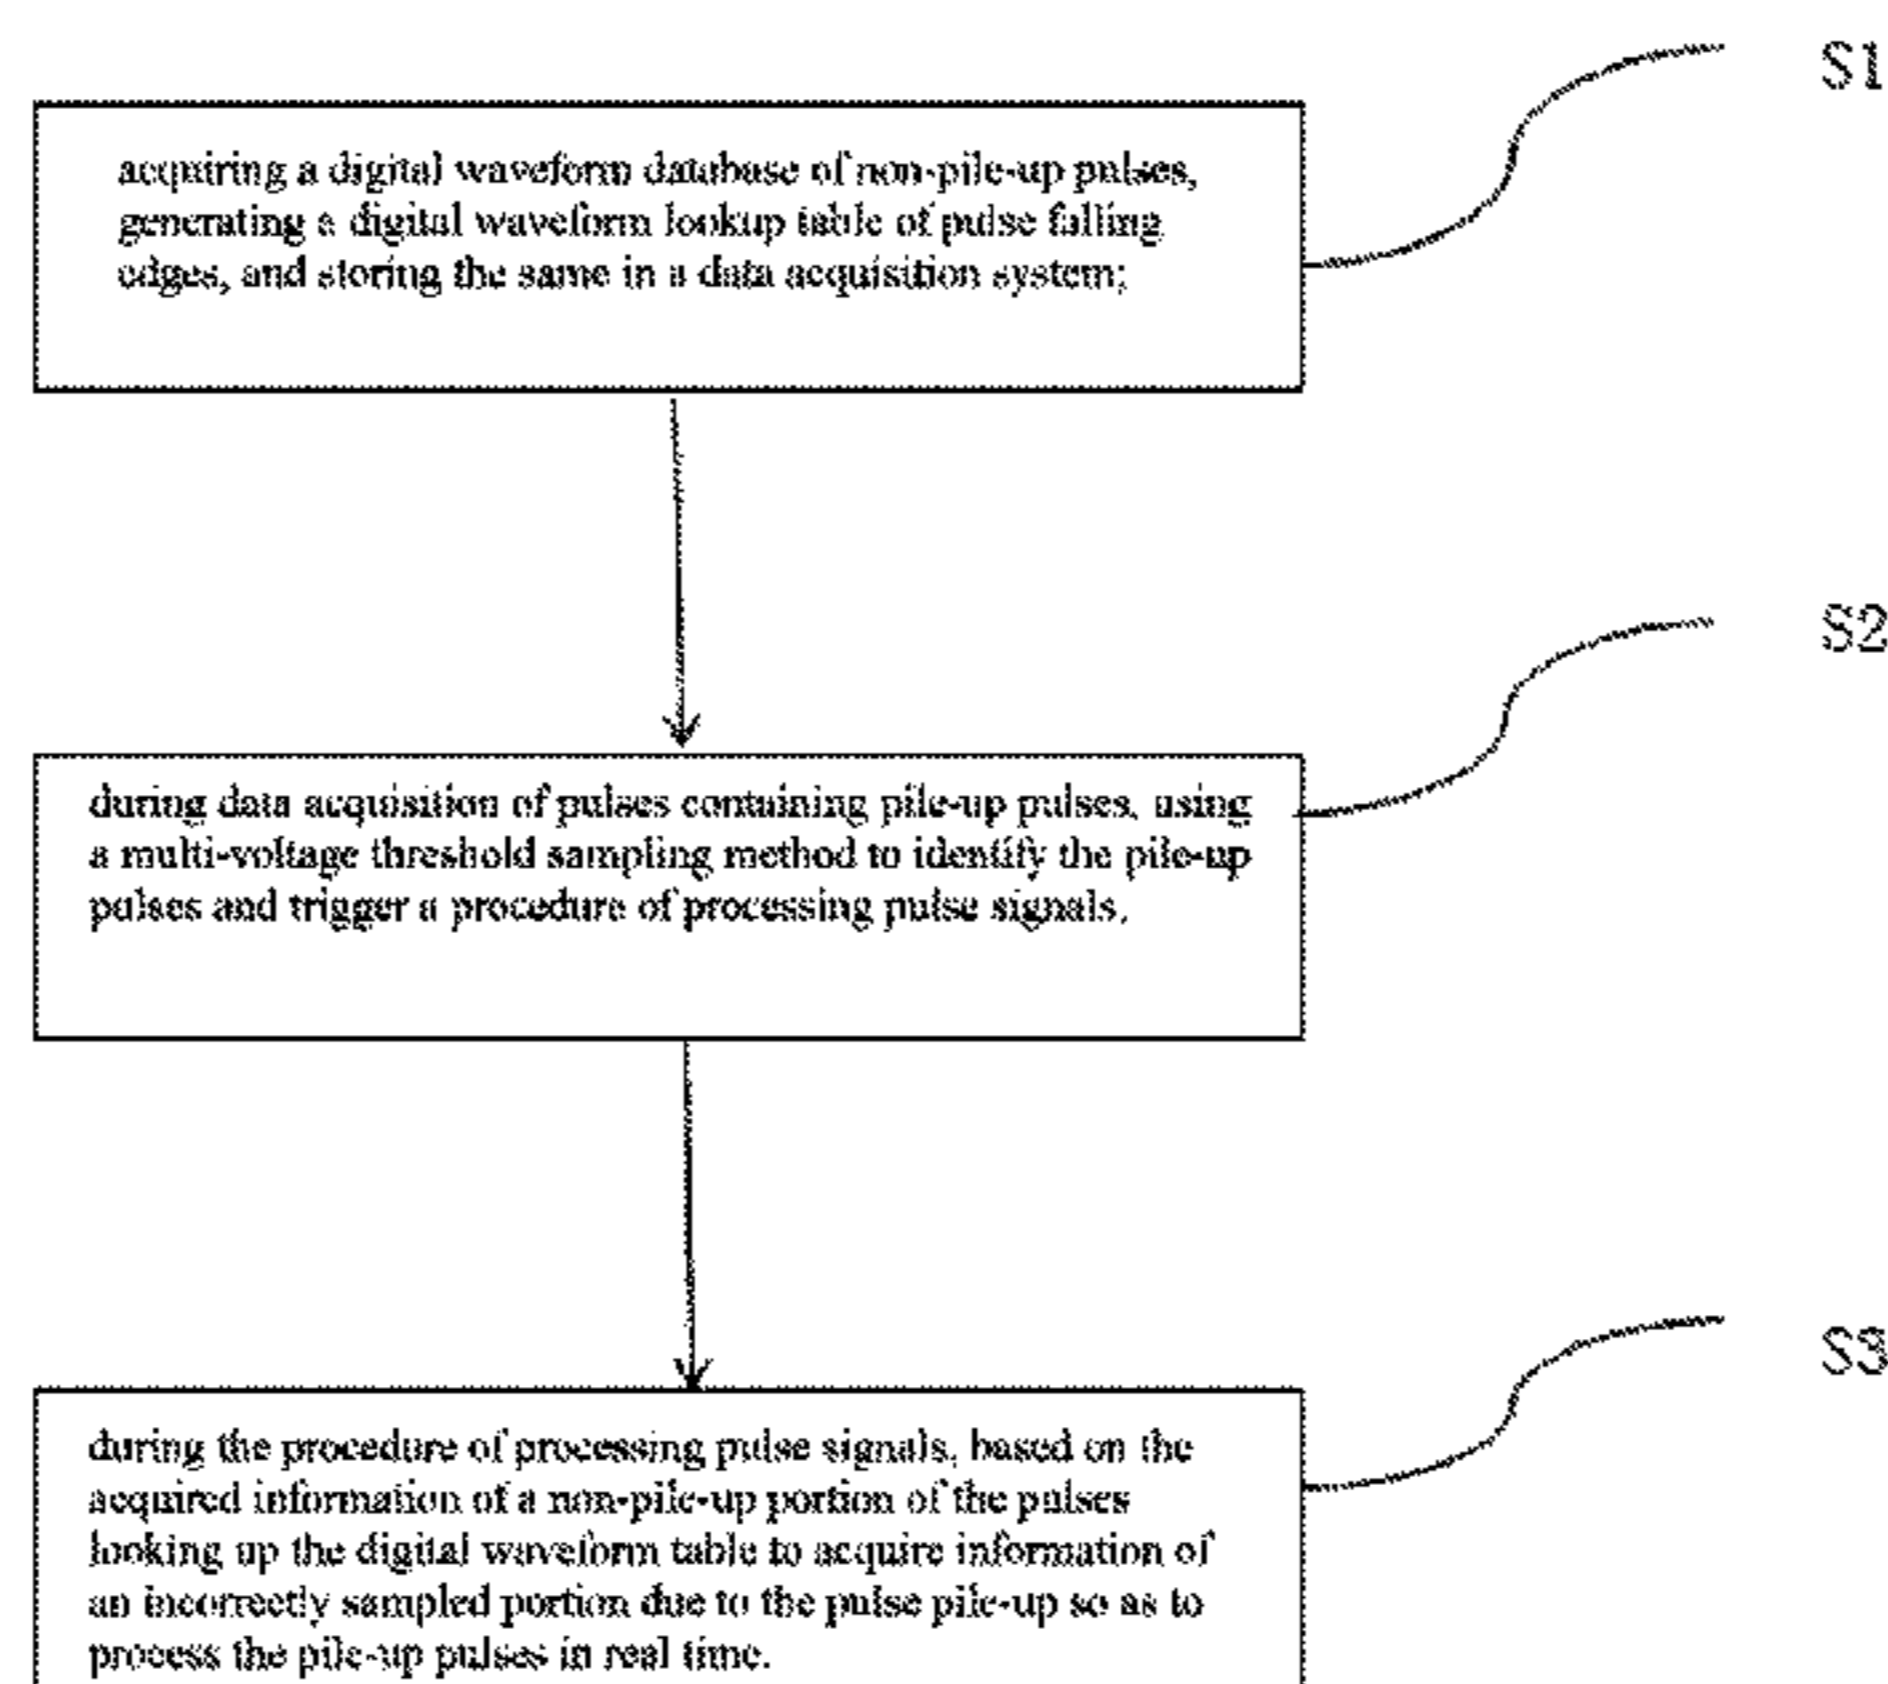 S1
acquiring a digital waveform database of non-pile-up pulses,
generating a digital waveform lookup table of pulse falling
edges, and storing the same in a data acquisition system;
S2
during data acquisition of pulses containing pile-up pulses, using
a multi-voltage threshold sampling method to identify the pile-up
pulses and trigger a procedure of processing pulse signals,
S3
during the procedure of processing pulse signals, based on the
acquired information of a non-pile-up portion of the pulses
looking up the digital waveform table to acquire information of
an incorrectly sampled portion due to the pulse pile-up so as to
process the pile-up pulses in real time.